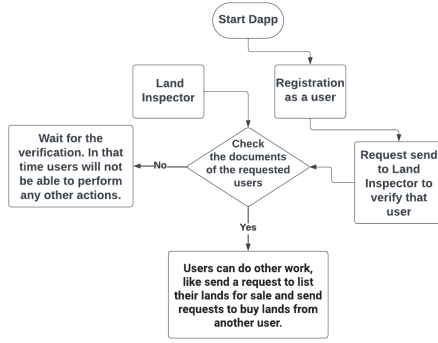 Start Dapp
Land
Inspector
Registration
as a user
Check
the documents
of the requested
users
Wait for the
verification. In that
time users will not
be able to perform
any other actions.
No
Request send
to Land
Inspector to
verify that
user
Yes
Users can do other work,
like send a request to list
their lands for sale and send
requests to buy lands from
another user.